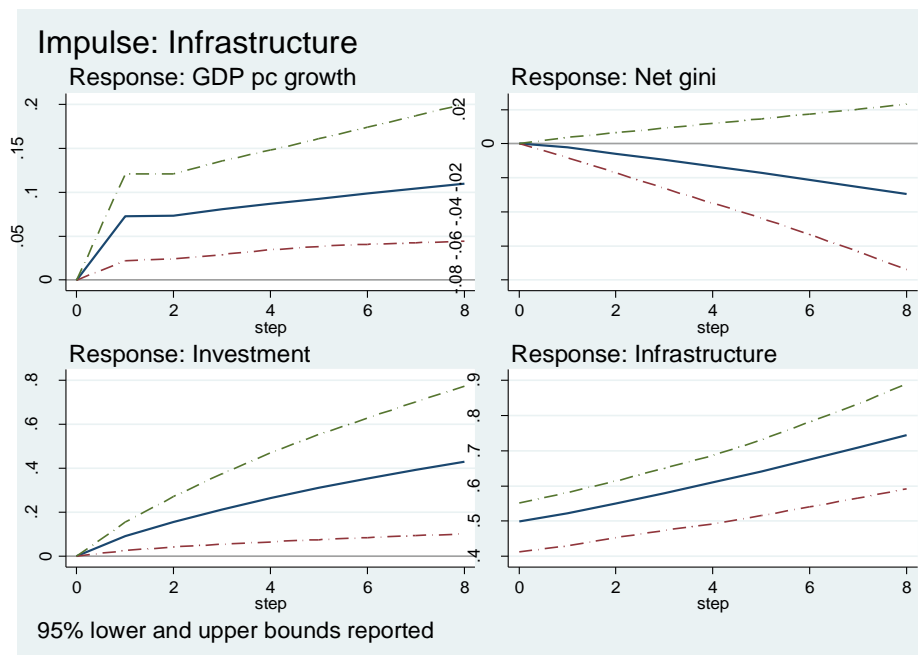 Impulse: Infrastructure
Response: GDP pc growth
.2
.15
.1
.05
0
0 2 4 6 8
step
Response: Net gini
.02
0
-.08 -.06 -.04 -.02
0 2 4 6 8
step
Response: Investment
.8
.6
.4
.2
0
0 2 4 6 8
step
Response: Infrastructure
.9
.8
.7
.6
.5
.4
0 2 4 6 8
step
95% lower and upper bounds reported